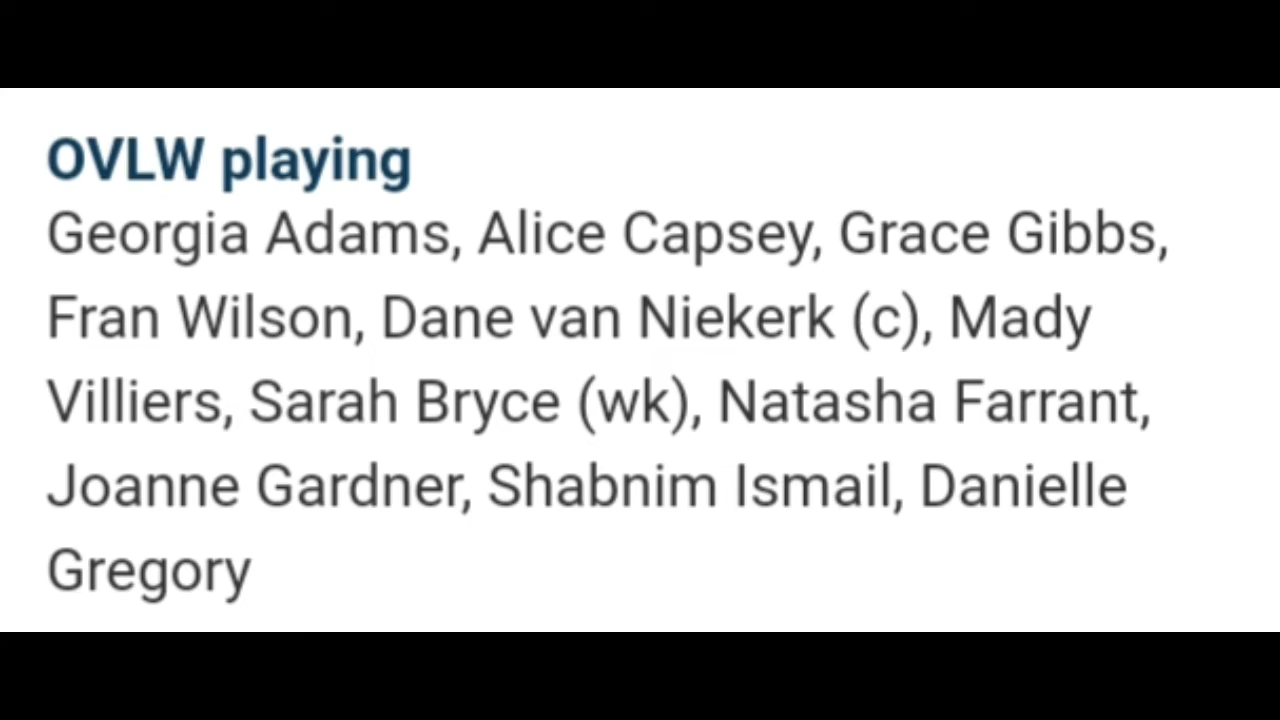 OVLW playing
Georgia Adams, Alice Capsey, Grace Gibbs,
Fran Wilson, Dane van Niekerk (c), Mady
Villiers, Sarah Bryce (wk), Natasha Farrant,
Joanne Gardner, Shabnim Ismail, Danielle
Gregory